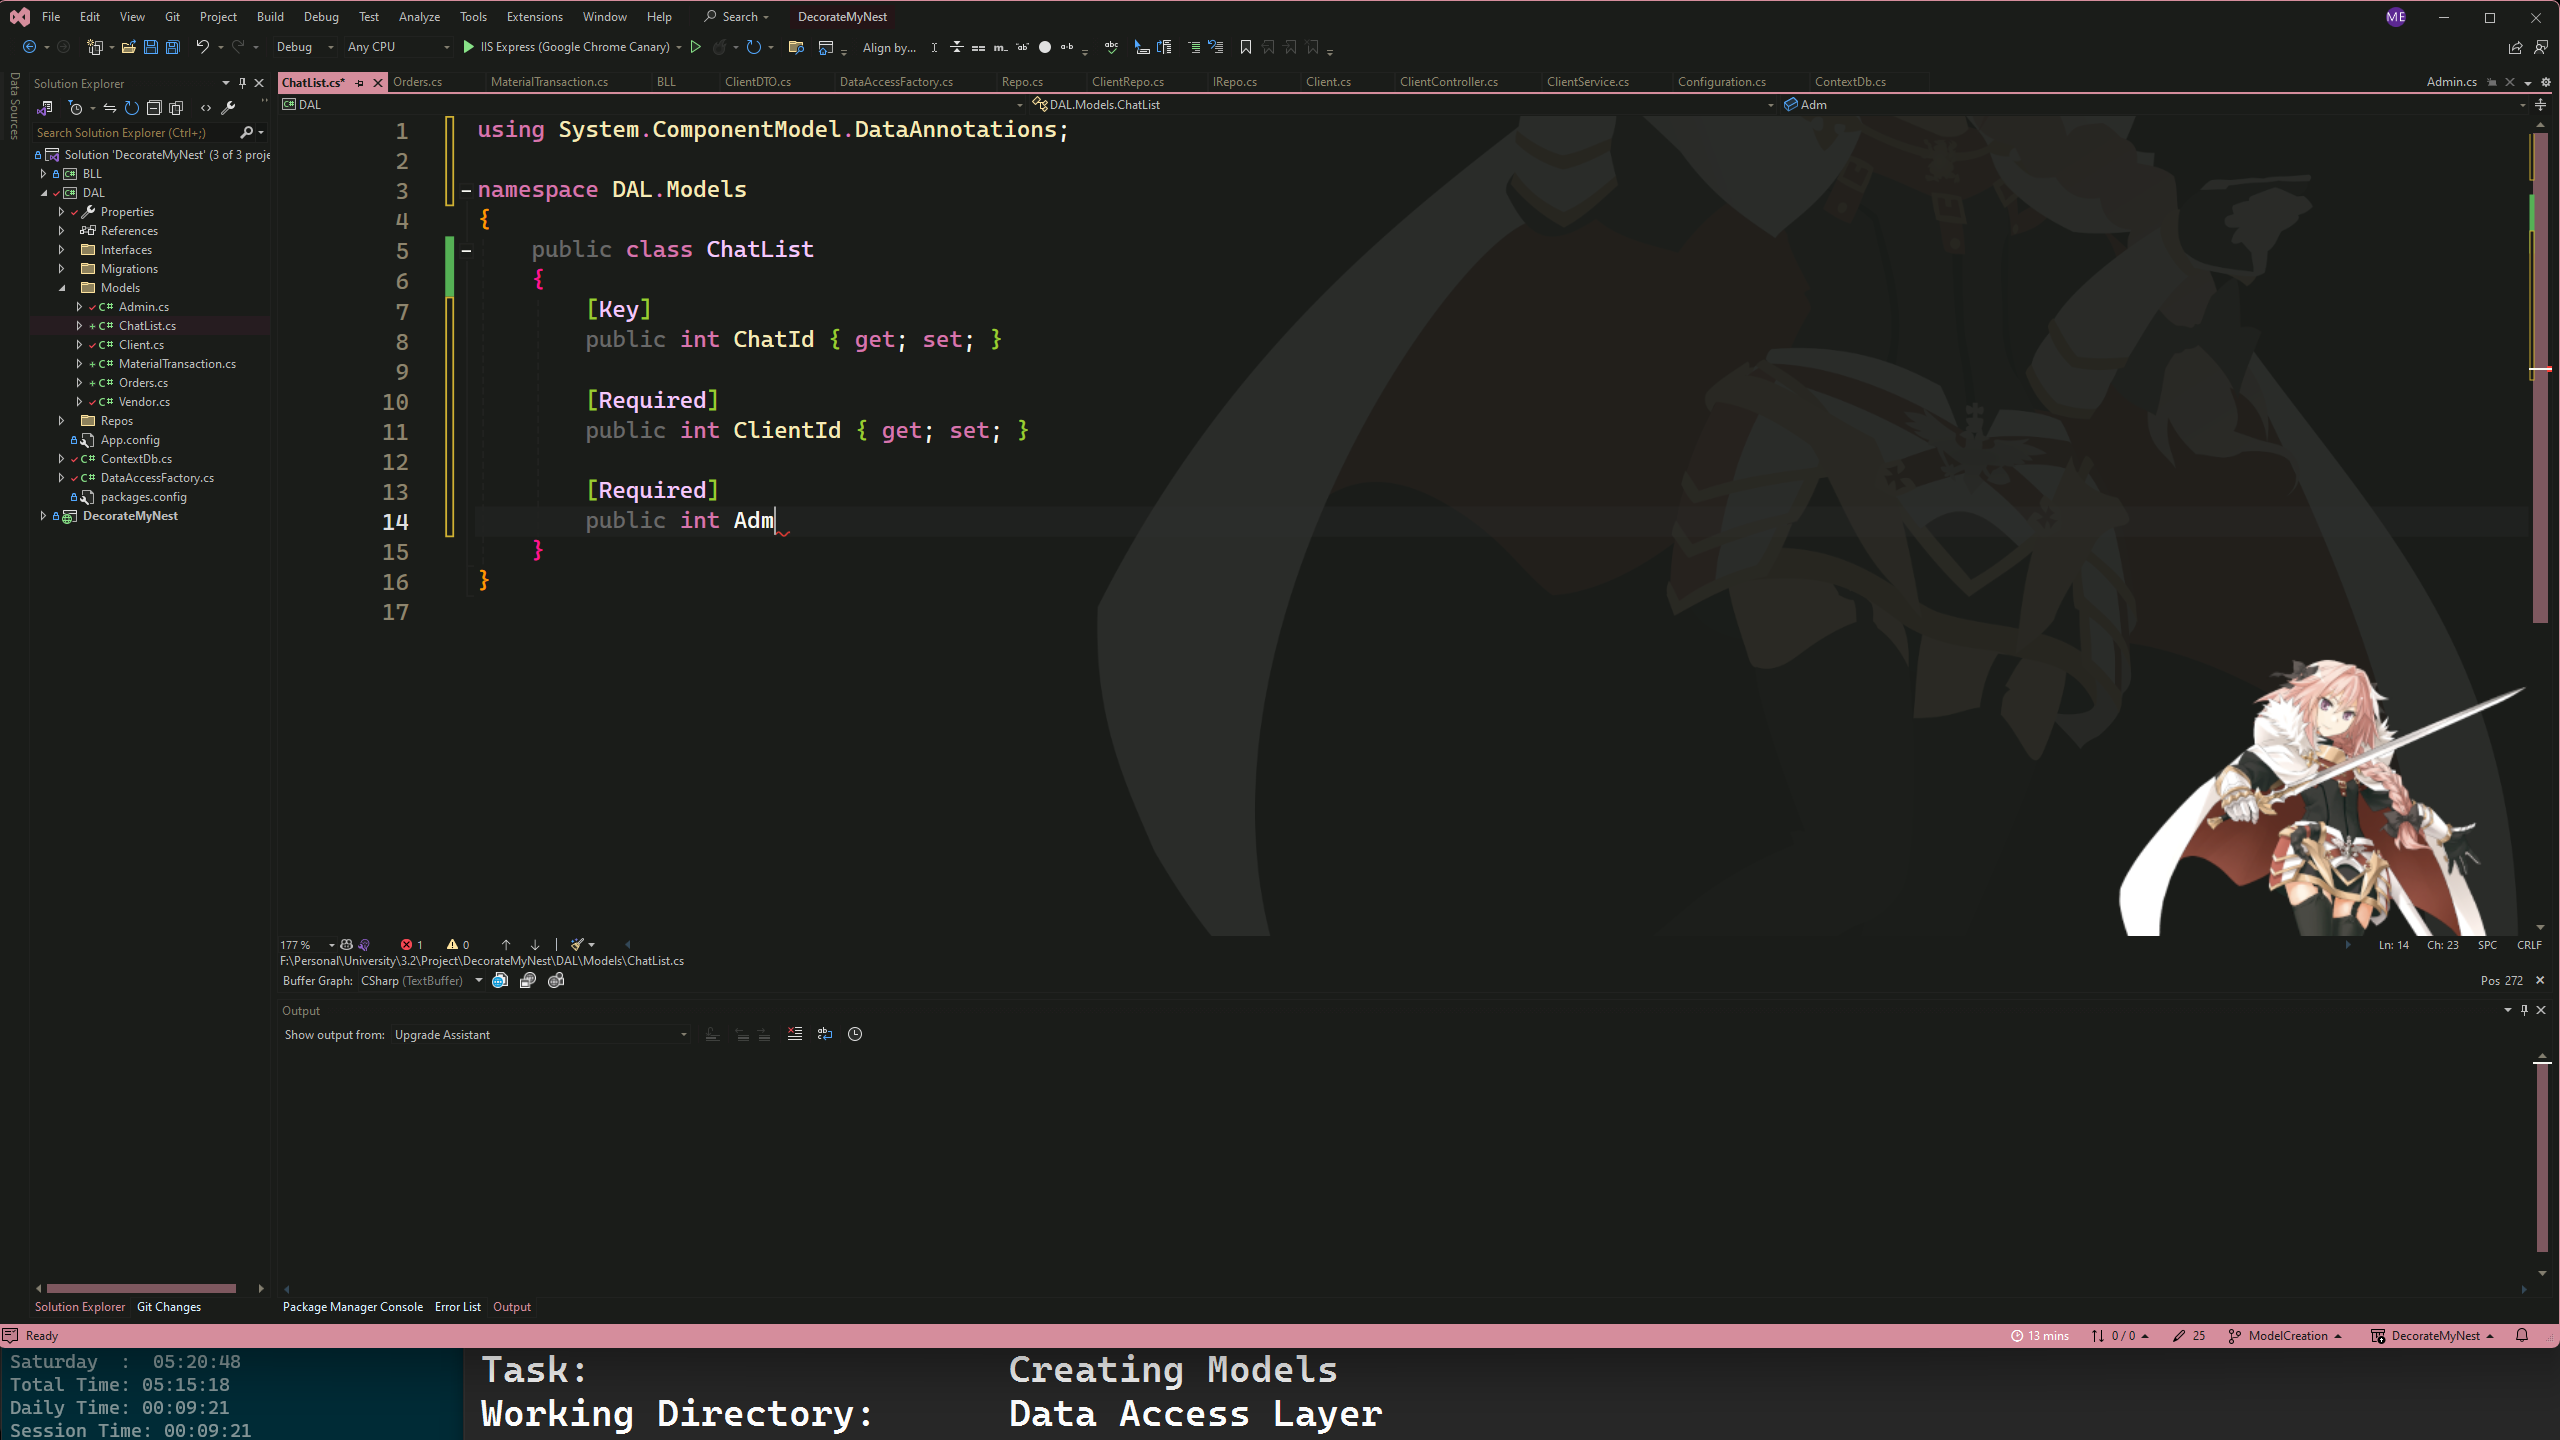 File Edit View Git Project Build Debug Test Analyze Tools Extensions Window Help Search DecorateMyNest ME
Debug Any CPU IIS Express (Google Chrome Canary) Align by...
Data Sources
Solution Explorer
Search Solution Explorer (Ctrl+;)
Solution 'DecorateMyNest' (3 of 3 proje
BLL
DAL
Properties
References
Interfaces
Migrations
Models
C# Admin.cs
C# ChatList.cs
C# Client.cs
C# MaterialTransaction.cs
C# Orders.cs
C# Vendor.cs
Repos
App.config
C# ContextDb.cs
C# DataAccessFactory.cs
packages.config
DecorateMyNest
Solution Explorer Git Changes
ChatList.cs* Orders.cs MaterialTransaction.cs BLL ClientDTO.cs DataAccessFactory.cs Repo.cs ClientRepo.cs IRepo.cs Client.cs ClientController.cs ClientService.cs Configuration.cs ContextDb.cs Admin.cs
DAL DAL.Models.ChatList Adm
1 using System.ComponentModel.DataAnnotations;
2
3 namespace DAL.Models
4 {
5 public class ChatList
6 {
7 [Key]
8 public int ChatId { get; set; }
9
10 [Required]
11 public int ClientId { get; set; }
12
13 [Required]
14 public int Adm
15 }
16 }
17
177 % 1 0 Ln: 14 Ch: 23 SPC CRLF
F:\Personal\University\3.2\Project\DecorateMyNest\DAL\Models\ChatList.cs
Buffer Graph: CSharp (TextBuffer) Pos 272
Output
Show output from: Upgrade Assistant
Package Manager Console Error List Output
Ready 13 mins 0 / 0 25 ModelCreation DecorateMyNest
Saturday : 05:20:48
Total Time: 05:15:18
Daily Time: 00:09:21
Session Time: 00:09:21
Task: Creating Models
Working Directory: Data Access Layer